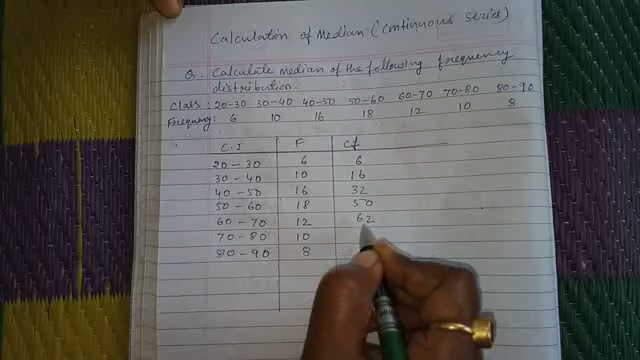 Calculation of Median (Continuous Series)
Q. Calculate median of the following frequency
distribution.
Class : 20-30 30-40 40-50 50-60 60-70 70-80 80-90
Frequency: 6 10 16 18 12 10 8
C.I F cf
20-30 6 6
30-40 10 16
40-50 16 32
50-60 18 50
60-70 12 62
70-80 10
80-90 8